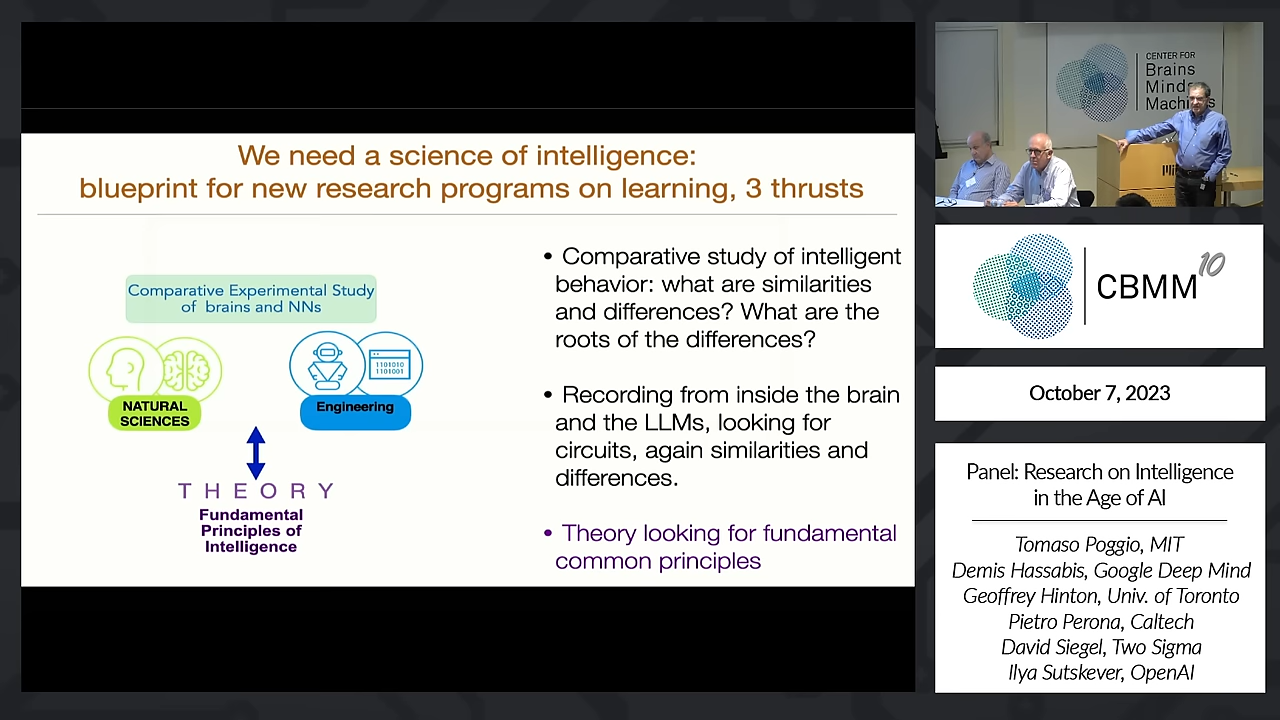 We need a science of intelligence:
blueprint for new research programs on learning, 3 thrusts
Comparative Experimental Study
of brains and NNs
NATURAL
SCIENCES
1101010
1101001
Engineering
THEORY
Fundamental
Principles of
Intelligence
• Comparative study of intelligent
behavior: what are similarities
and differences? What are the
roots of the differences?
• Recording from inside the brain
and the LLMs, looking for
circuits, again similarities and
differences.
• Theory looking for fundamental
common principles
CENTER FOR
Brains
Minds
Machines
CBMM 10
October 7, 2023
Panel: Research on Intelligence
in the Age of AI
Tomaso Poggio, MIT
Demis Hassabis, Google Deep Mind
Geoffrey Hinton, Univ. of Toronto
Pietro Perona, Caltech
David Siegel, Two Sigma
Ilya Sutskever, OpenAI